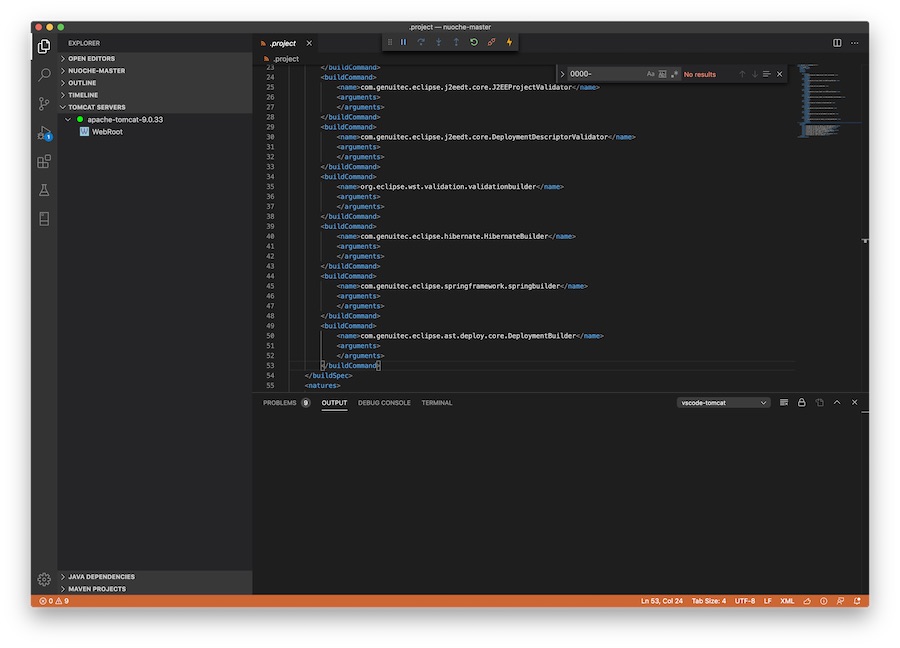 .project — nuoche-master
EXPLORER
OPEN EDITORS
NUOCHE-MASTER
OUTLINE
TIMELINE
TOMCAT SERVERS
apache-tomcat-9.0.33
WebRoot
JAVA DEPENDENCIES
MAVEN PROJECTS
1
.project
.project
0000-
Aa
No results
23 </buildCommand>
24 <buildCommand>
25 <name>com.genuitec.eclipse.j2eedt.core.J2EEProjectValidator</name>
26 <arguments>
27 </arguments>
28 </buildCommand>
29 <buildCommand>
30 <name>com.genuitec.eclipse.j2eedt.core.DeploymentDescriptorValidator</name>
31 <arguments>
32 </arguments>
33 </buildCommand>
34 <buildCommand>
35 <name>org.eclipse.wst.validation.validationbuilder</name>
36 <arguments>
37 </arguments>
38 </buildCommand>
39 <buildCommand>
40 <name>com.genuitec.eclipse.hibernate.HibernateBuilder</name>
41 <arguments>
42 </arguments>
43 </buildCommand>
44 <buildCommand>
45 <name>com.genuitec.eclipse.springframework.springbuilder</name>
46 <arguments>
47 </arguments>
48 </buildCommand>
49 <buildCommand>
50 <name>com.genuitec.eclipse.ast.deploy.core.DeploymentBuilder</name>
51 <arguments>
52 </arguments>
53 </buildCommand>
54 </buildSpec>
55 <natures>
PROBLEMS 9 OUTPUT DEBUG CONSOLE TERMINAL vscode-tomcat
0 9 Ln 53, Col 24 Tab Size: 4 UTF-8 LF XML